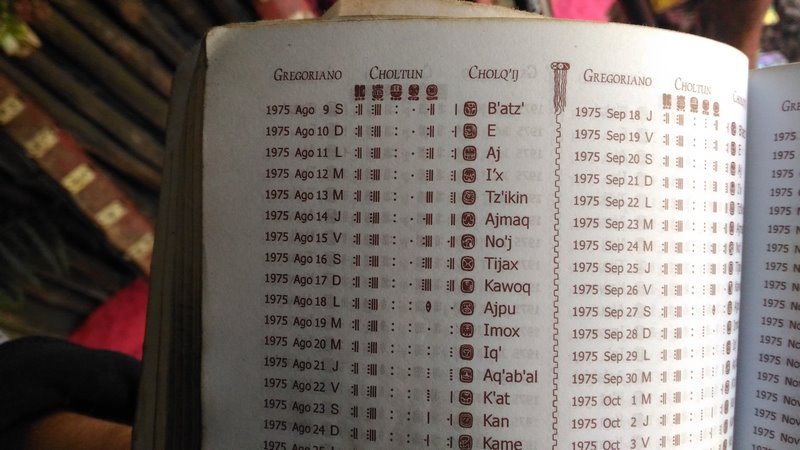 GREGORIANO CHOLTUN CHOLQ'IJ
1975 Ago 9 S B'atz'
1975 Ago 10 D E
1975 Ago 11 L Aj
1975 Ago 12 M I'x
1975 Ago 13 M Tz'ikin
1975 Ago 14 J Ajmaq
1975 Ago 15 V No'j
1975 Ago 16 S Tijax
1975 Ago 17 D Kawoq
1975 Ago 18 L Ajpu
1975 Ago 19 M Imox
1975 Ago 20 M Iq'
1975 Ago 21 J Aq'ab'al
1975 Ago 22 V K'at
1975 Ago 23 S Kan
1975 Ago 24 D Kame
GREGORIANO CHOLTUN
1975 Sep 18 J
1975 Sep 19 V
1975 Sep 20 S
1975 Sep 21 D
1975 Sep 22 L
1975 Sep 23 M
1975 Sep 24 M
1975 Sep 25 J
1975 Sep 26 V
1975 Sep 27 S
1975 Sep 28 D
1975 Sep 29 L
1975 Sep 30 M
1975 Oct 1 M
1975 Oct 2 J
1975 Oct 3 V